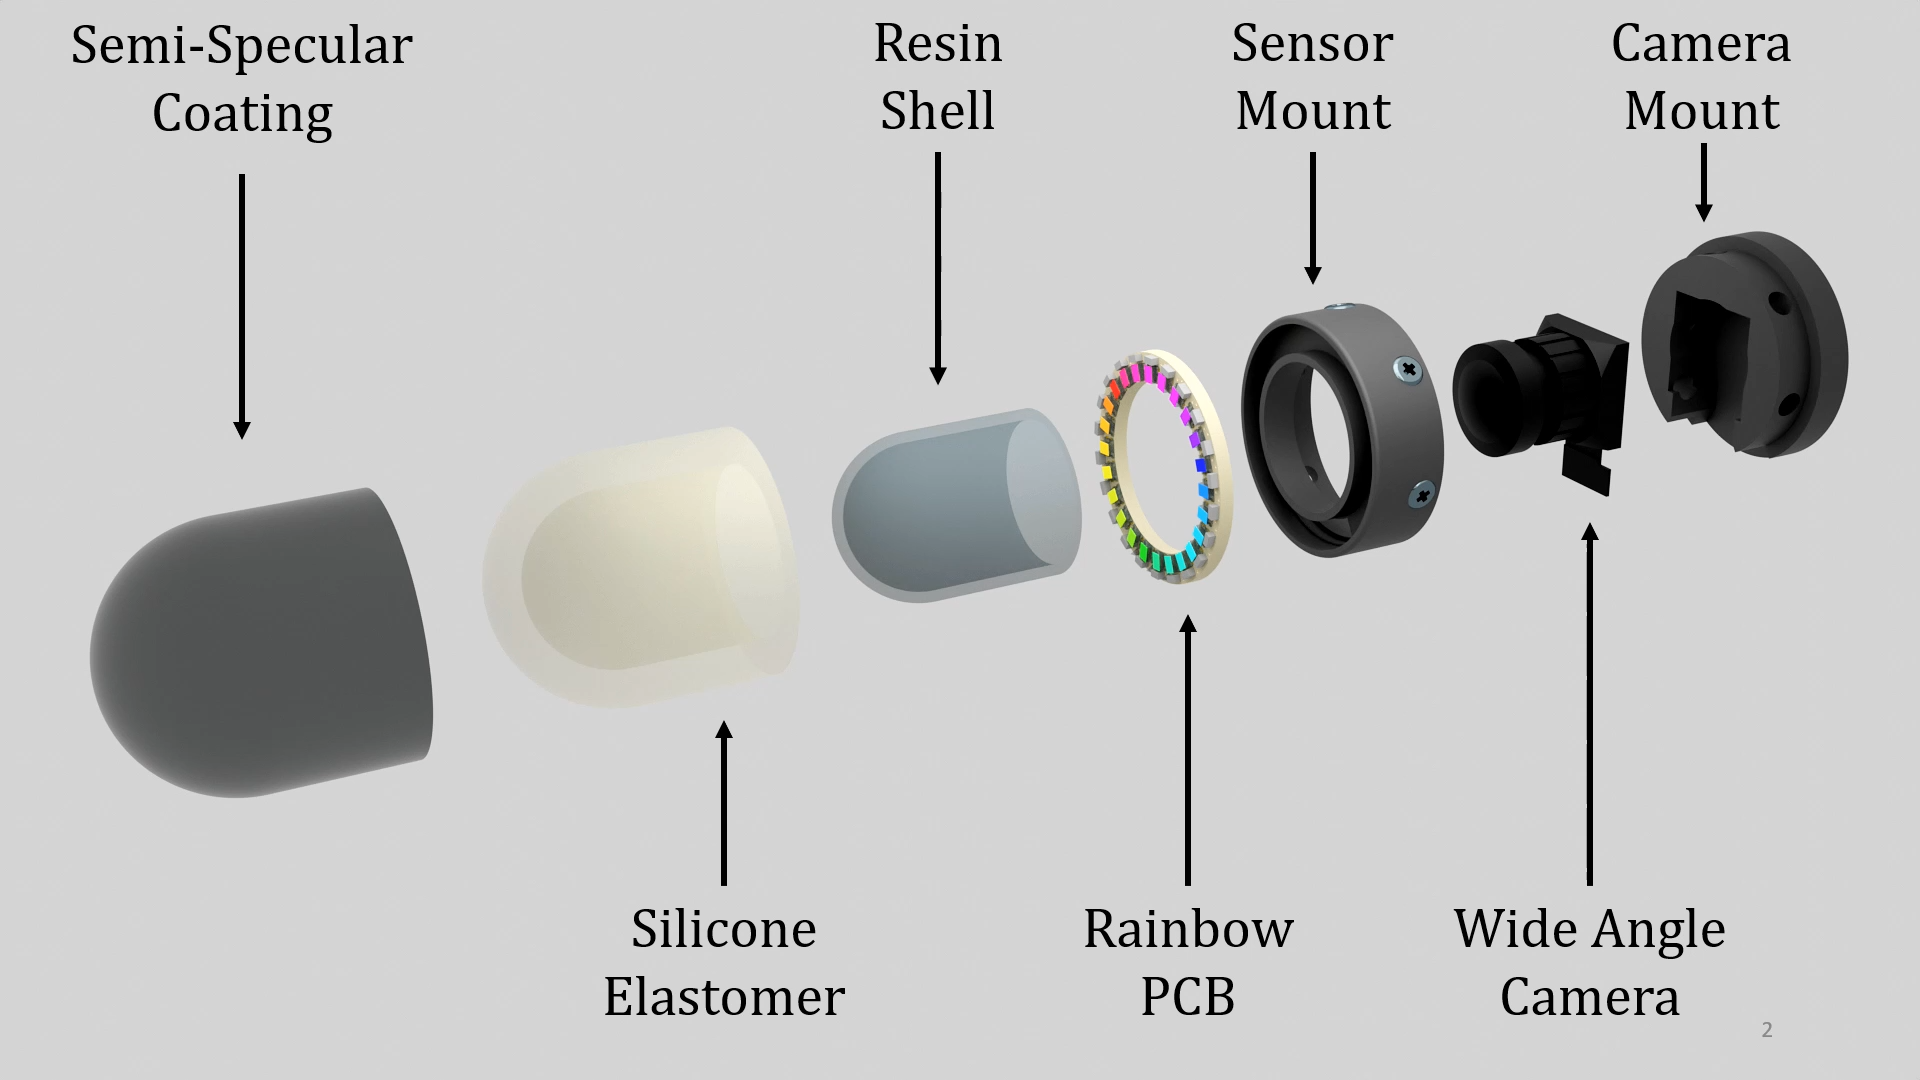 Semi-Specular
Coating
Resin
Shell
Sensor
Mount
Camera
Mount
Silicone
Elastomer
Rainbow
PCB
Wide Angle
Camera
2